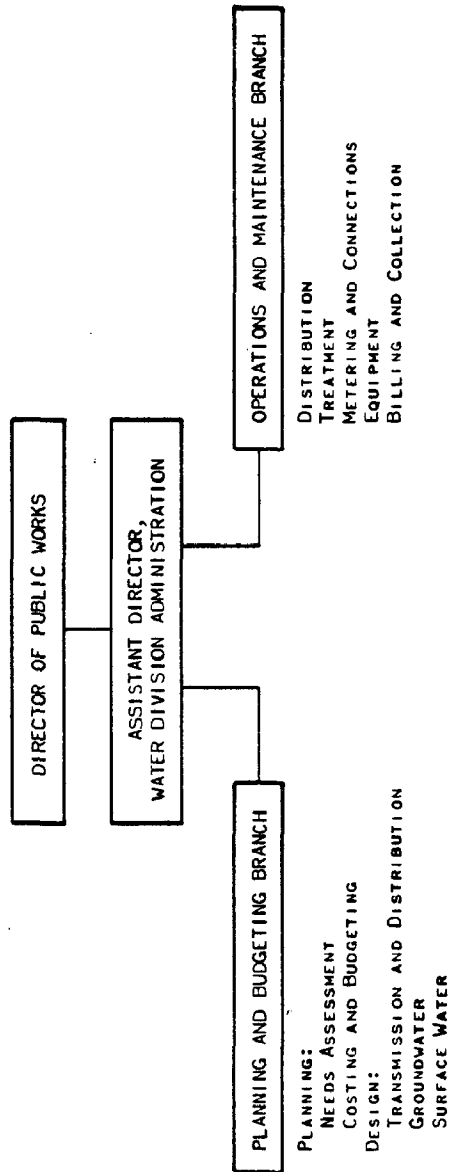 DIRECTOR OF PUBLIC WORKS
ASSISTANT DIRECTOR,
WATER DIVISION ADMINISTRATION
PLANNING AND BUDGETING BRANCH
PLANNING:
NEEDS ASSESSMENT
COSTING AND BUDGETING
DESIGN:
TRANSMISSION AND DISTRIBUTION
GROUNDWATER
SURFACE WATER
OPERATIONS AND MAINTENANCE BRANCH
DISTRIBUTION
TREATMENT
METERING AND CONNECTIONS
EQUIPMENT
BILLING AND COLLECTION